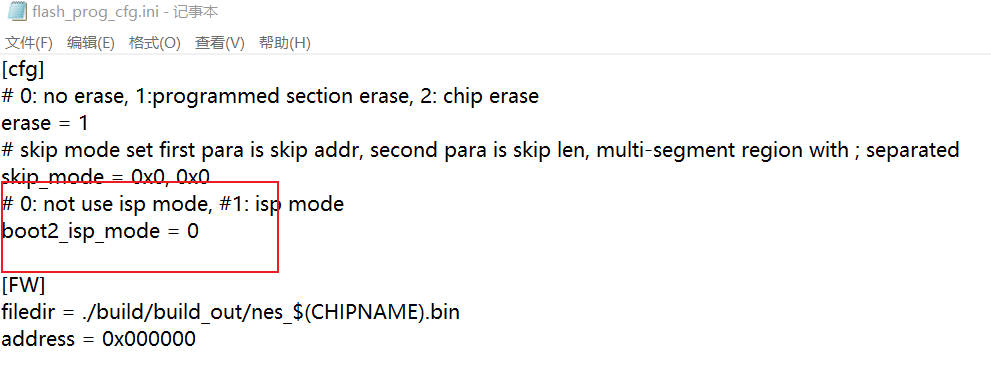 flash_prog_cfg.ini - 记事本
文件(F) 编辑(E) 格式(O) 查看(V) 帮助(H)
[cfg]
# 0: no erase, 1:programmed section erase, 2: chip erase
erase = 1
# skip mode set first para is skip addr, second para is skip len, multi-segment region with ; separated
skip_mode = 0x0, 0x0
# 0: not use isp mode, #1: isp mode
boot2_isp_mode = 0
[FW]
filedir = ./build/build_out/nes_$(CHIPNAME).bin
address = 0x000000